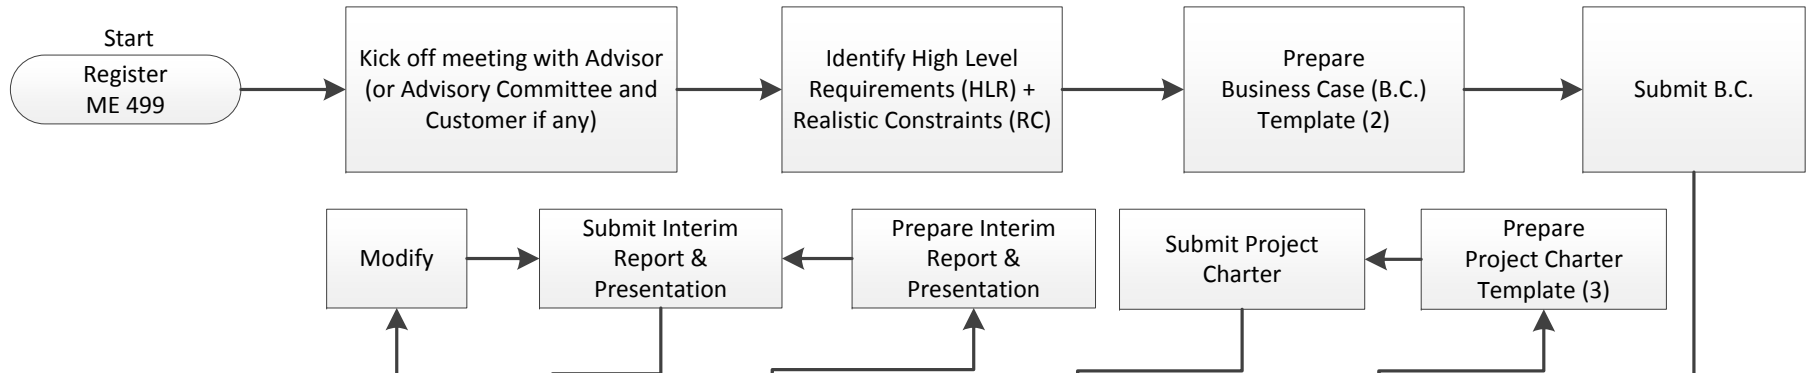 Start
Register
ME 499
Kick off meeting with Advisor
(or Advisory Committee and
Customer if any)
Identify High Level
Requirements (HLR) +
Realistic Constraints (RC)
Prepare
Business Case (B.C.)
Template (2)
Submit B.C.
Modify
Submit Interim
Report &
Presentation
Prepare Interim
Report &
Presentation
Submit Project
Charter
Prepare
Project Charter
Template (3)